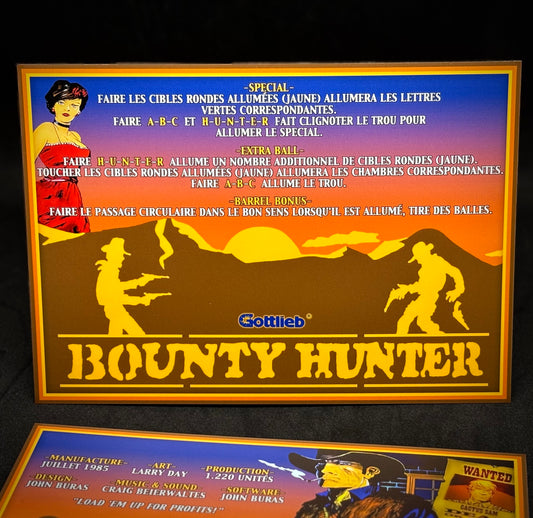 -SPECIAL-
FAIRE LES CIBLES RONDES ALLUMÉES (JAUNE) ALLUMERA LES LETTRES
VERTES CORRESPONDANTES.
FAIRE A-B-C ET H-U-N-T-E-R FAIT CLIGNOTER LE TROU POUR
ALLUMER LE SPECIAL.
-EXTRA BALL-
FAIRE H-U-N-T-E-R ALLUME UN NOMBRE ADDITIONNEL DE CIBLES RONDES (JAUNE).
TOUCHER LES CIBLES RONDES ALLUMÉES (JAUNE) ALLUMERA LES CHAMBRES CORRESPONDANTES.
FAIRE A-B-C ALLUME LE TROU.
-BARREL BONUS-
FAIRE LE PASSAGE CIRCULAIRE DANS LE BON SENS LORSQU'IL EST ALLUMÉ, TIRE DES BALLES.
Gottlieb®
BOUNTY HUNTER
-MANUFACTURE-
JUILLET 1985
-ART-
LARRY DAY
-PRODUCTION-
1.220 UNITÉS
-DESIGN-
JOHN BURAS
-MUSIC & SOUND-
CRAIG BEIERWALTES
-SOFTWARE-
JOHN BURAS
"LOAD 'EM UP FOR PROFITS!"
WANTED
CACTUS SAM